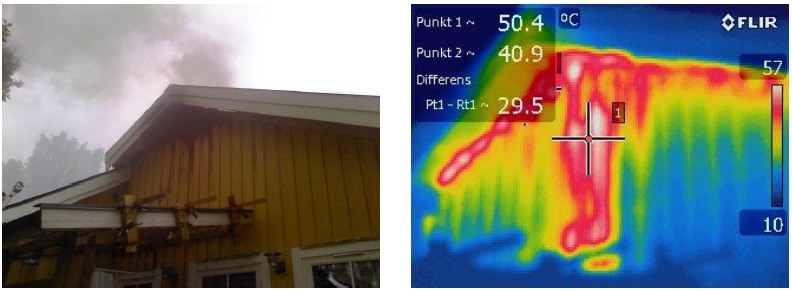 Punkt 1 ~ 50.4 °C
FLIR
Punkt 2 ~ 40.9
Differens
Pt1 - Rt1 ~ 29.5
57
1
10